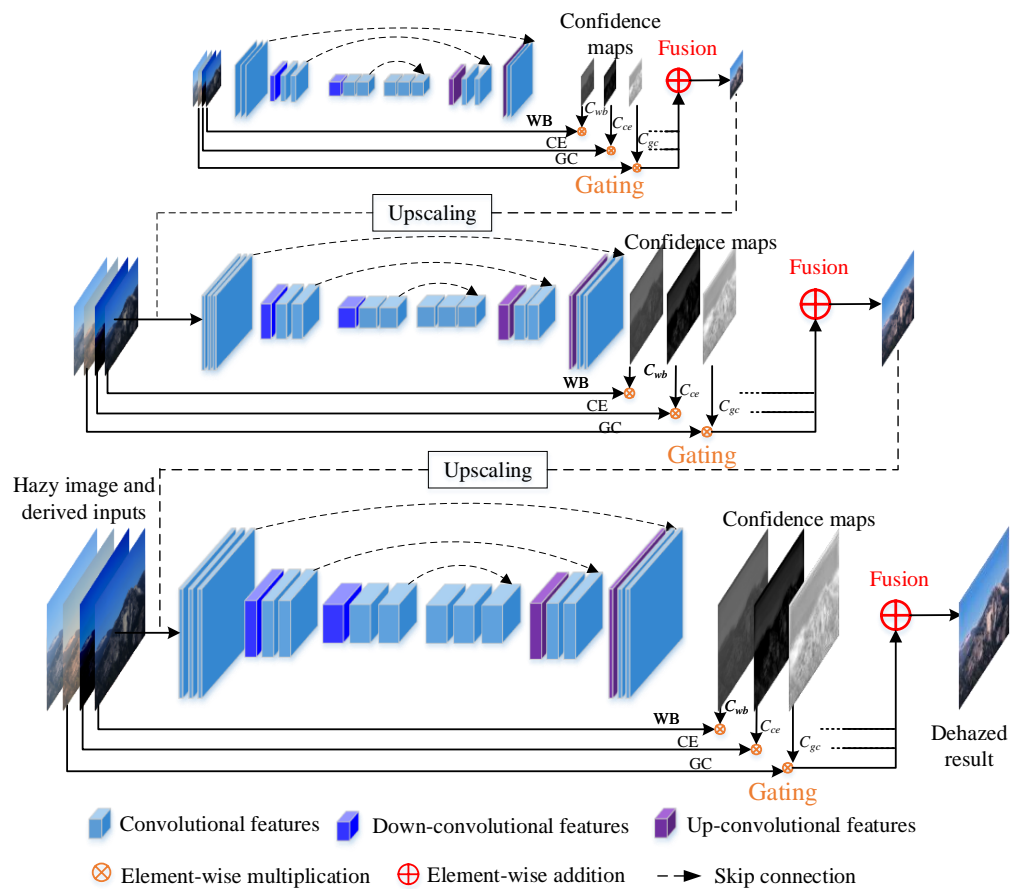 Confidence
maps
Fusion
C_wb
C_ce
C_gc
WB
CE
GC
Gating
Upscaling
Confidence maps
Fusion
C_wb
C_ce
C_gc
WB
CE
GC
Gating
Upscaling
Hazy image and
derived inputs
Confidence maps
Fusion
C_wb
C_ce
C_gc
WB
CE
GC
Gating
Dehazed
result
Convolutional features
Down-convolutional features
Up-convolutional features
Element-wise multiplication
Element-wise addition
Skip connection